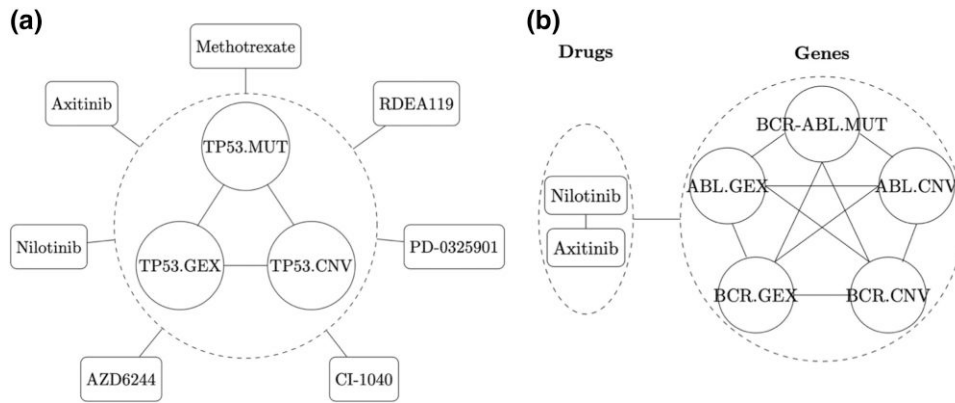 (a)
Methotrexate
Axitinib
RDEA119
TP53.MUT
Nilotinib
TP53.GEX
TP53.CNV
PD-0325901
AZD6244
CI-1040
(b)
Drugs
Genes
BCR-ABL.MUT
Nilotinib
ABL.GEX
ABL.CNV
Axitinib
BCR.GEX
BCR.CNV